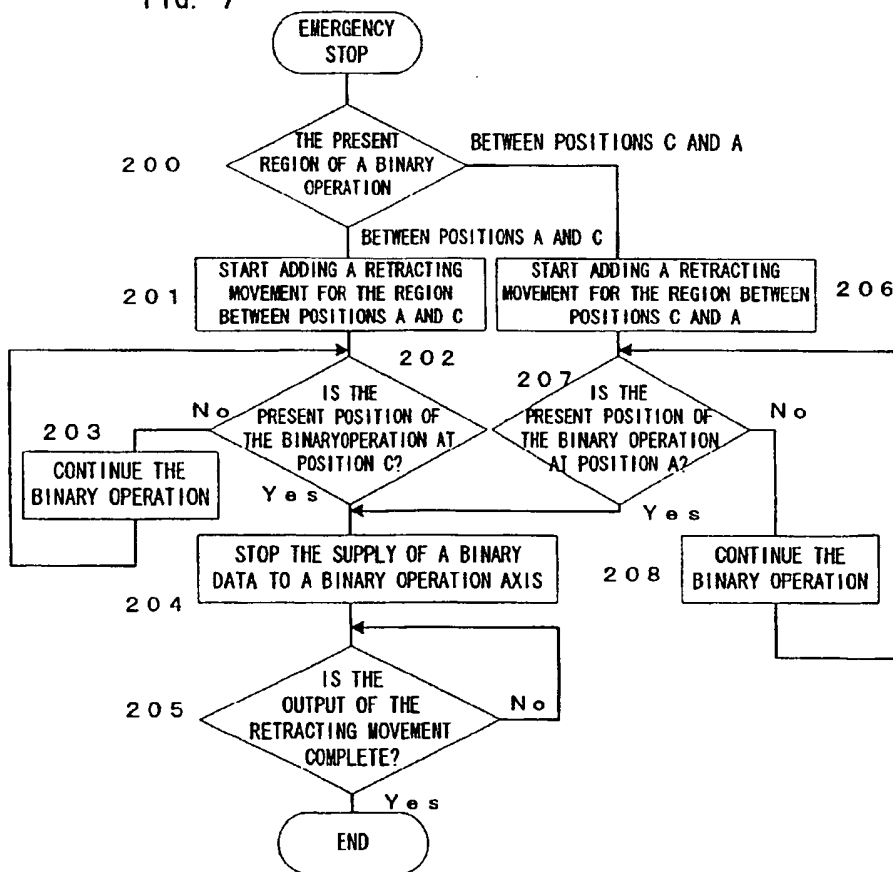 FIG. 7
EMERGENCY
STOP
200
THE PRESENT
REGION OF A BINARY
OPERATION
BETWEEN POSITIONS C AND A
BETWEEN POSITIONS A AND C
201
START ADDING A RETRACTING
MOVEMENT FOR THE REGION
BETWEEN POSITIONS A AND C
START ADDING A RETRACTING
MOVEMENT FOR THE REGION BETWEEN
POSITIONS C AND A
206
202
IS THE
PRESENT POSITION OF
THE BINARYOPERATION AT
POSITION C?
No
Yes
203
CONTINUE THE
BINARY OPERATION
207
IS THE
PRESENT POSITION OF
THE BINARY OPERATION
AT POSITION A?
No
Yes
204
STOP THE SUPPLY OF A BINARY
DATA TO A BINARY OPERATION AXIS
208
CONTINUE THE
BINARY OPERATION
205
IS THE
OUTPUT OF THE
RETRACTING MOVEMENT
COMPLETE?
No
Yes
END